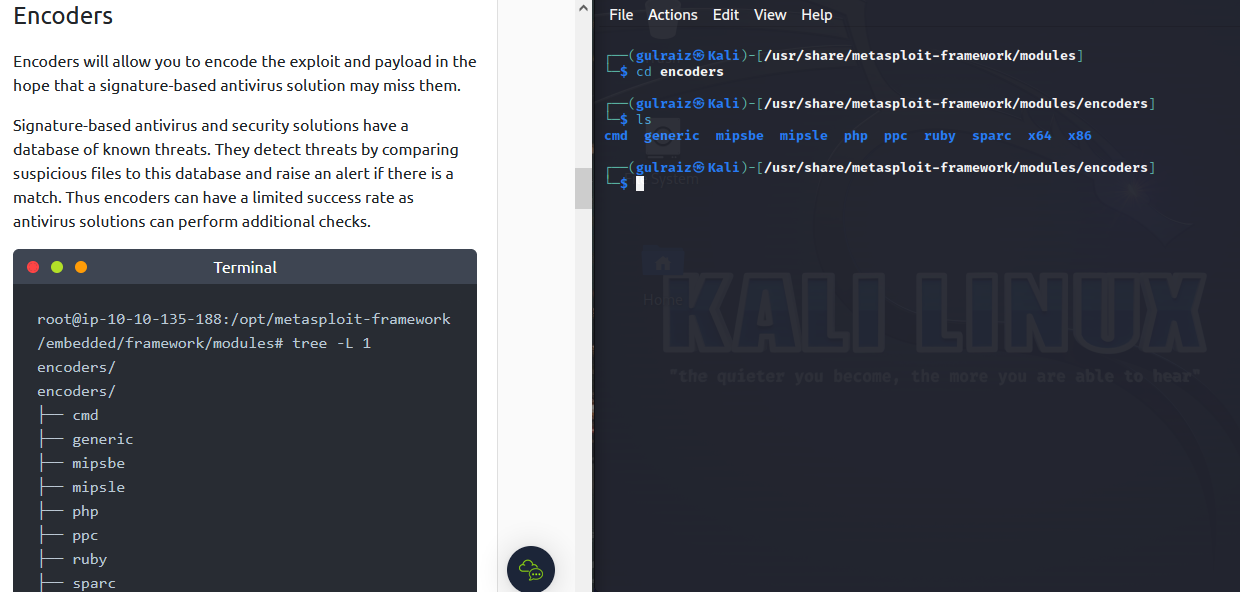 Encoders
Encoders will allow you to encode the exploit and payload in the
hope that a signature-based antivirus solution may miss them.
Signature-based antivirus and security solutions have a
database of known threats. They detect threats by comparing
suspicious files to this database and raise an alert if there is a
match. Thus encoders can have a limited success rate as
antivirus solutions can perform additional checks.
Terminal
root@ip-10-10-135-188:/opt/metasploit-framework
/embedded/framework/modules# tree -L 1
encoders/
encoders/
├── cmd
├── generic
├── mipsbe
├── mipsle
├── php
├── ppc
├── ruby
├── sparc
File Actions Edit View Help
┌──(gulraiz㉿Kali)-[/usr/share/metasploit-framework/modules]
└─$ cd encoders
┌──(gulraiz㉿Kali)-[/usr/share/metasploit-framework/modules/encoders]
└─$ ls
cmd generic mipsbe mipsle php ppc ruby sparc x64 x86
┌──(gulraiz㉿Kali)-[/usr/share/metasploit-framework/modules/encoders]
└─$
System
Home
KALI LINUX
"the quieter you become, the more you are able to hear"